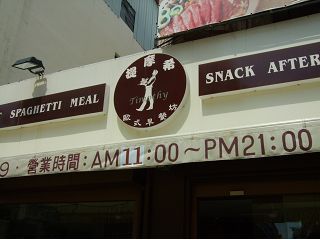 提摩希
Timothy
歐式早餐坊
SPAGHETTI MEAL
SNACK AFTER
9 · 營業時間:AM11:00~PM21:00